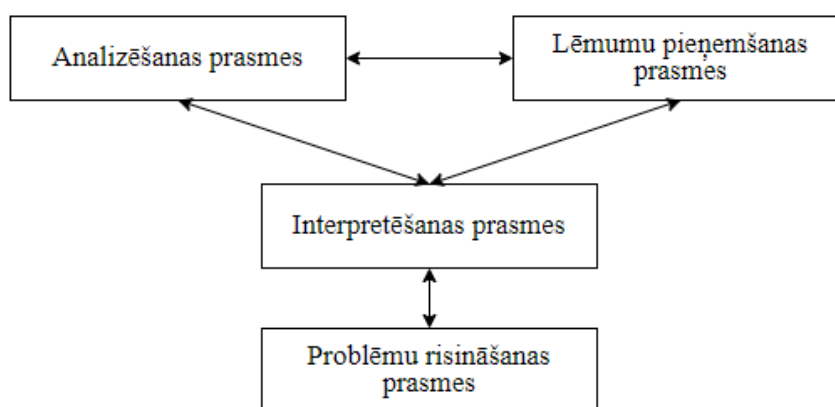 Analizēšanas prasmes
Lēmumu pieņemšanas
prasmes
Interpretēšanas prasmes
Problēmu risināšanas
prasmes